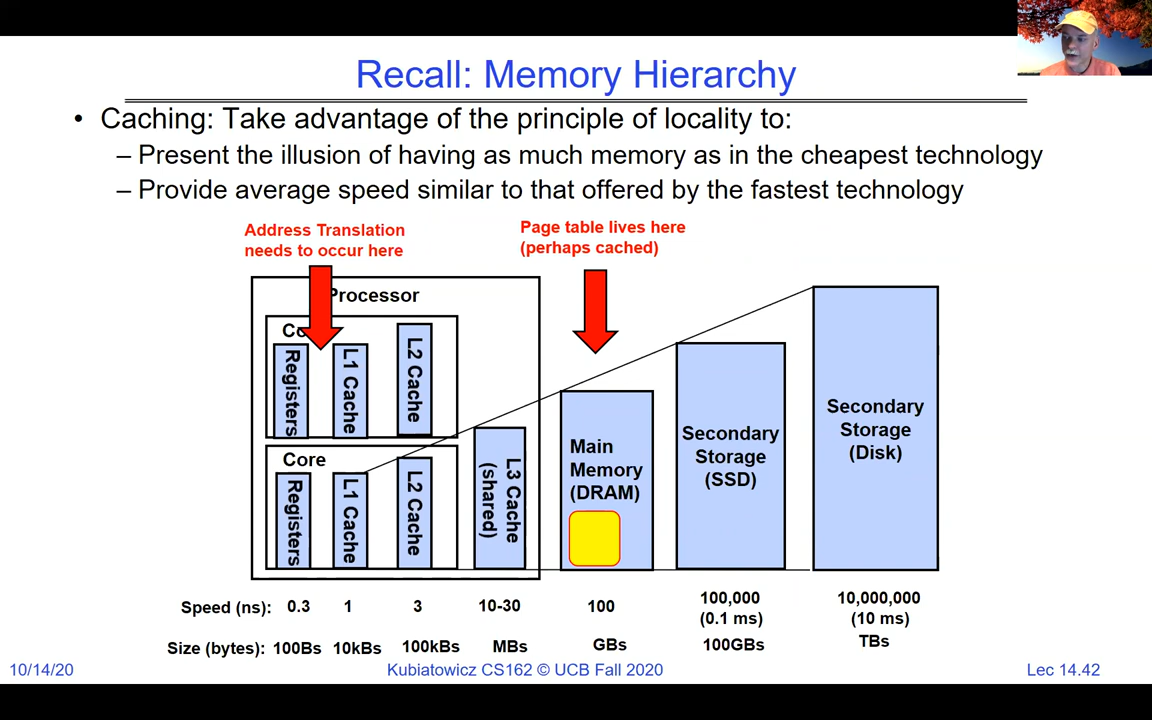 Recall: Memory Hierarchy
• Caching: Take advantage of the principle of locality to:
– Present the illusion of having as much memory as in the cheapest technology
– Provide average speed similar to that offered by the fastest technology
Address Translation
needs to occur here
Page table lives here
(perhaps cached)
Processor
Registers
L1 Cache
L2 Cache
Core
Registers
L1 Cache
L2 Cache
L3 Cache
(shared)
Main
Memory
(DRAM)
Secondary
Storage
(SSD)
Secondary
Storage
(Disk)
Speed (ns): 0.3 1 3 10-30 100 100,000 10,000,000
(0.1 ms) (10 ms)
Size (bytes): 100Bs 10kBs 100kBs MBs GBs 100GBs TBs
10/14/20 Kubiatowicz CS162 © UCB Fall 2020 Lec 14.42